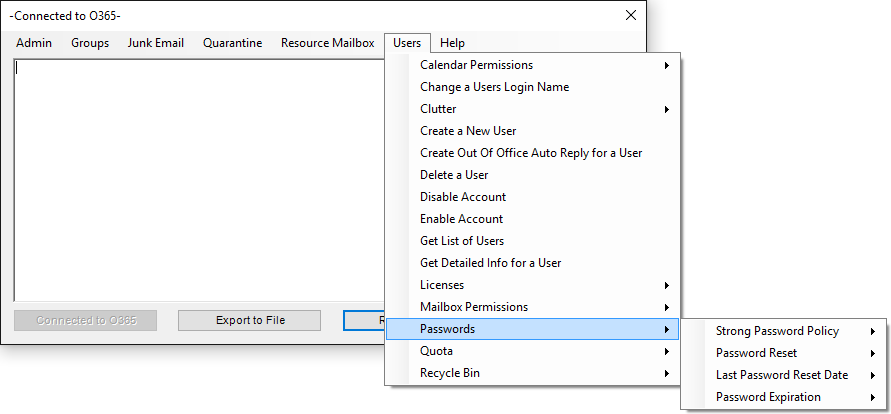 -Connected to O365-
Admin Groups Junk Email Quarantine Resource Mailbox Users Help
Calendar Permissions
Change a Users Login Name
Clutter
Create a New User
Create Out Of Office Auto Reply for a User
Delete a User
Disable Account
Enable Account
Get List of Users
Get Detailed Info for a User
Licenses
Mailbox Permissions
Passwords
Quota
Recycle Bin
Strong Password Policy
Password Reset
Last Password Reset Date
Password Expiration
Connected to O365 Export to File